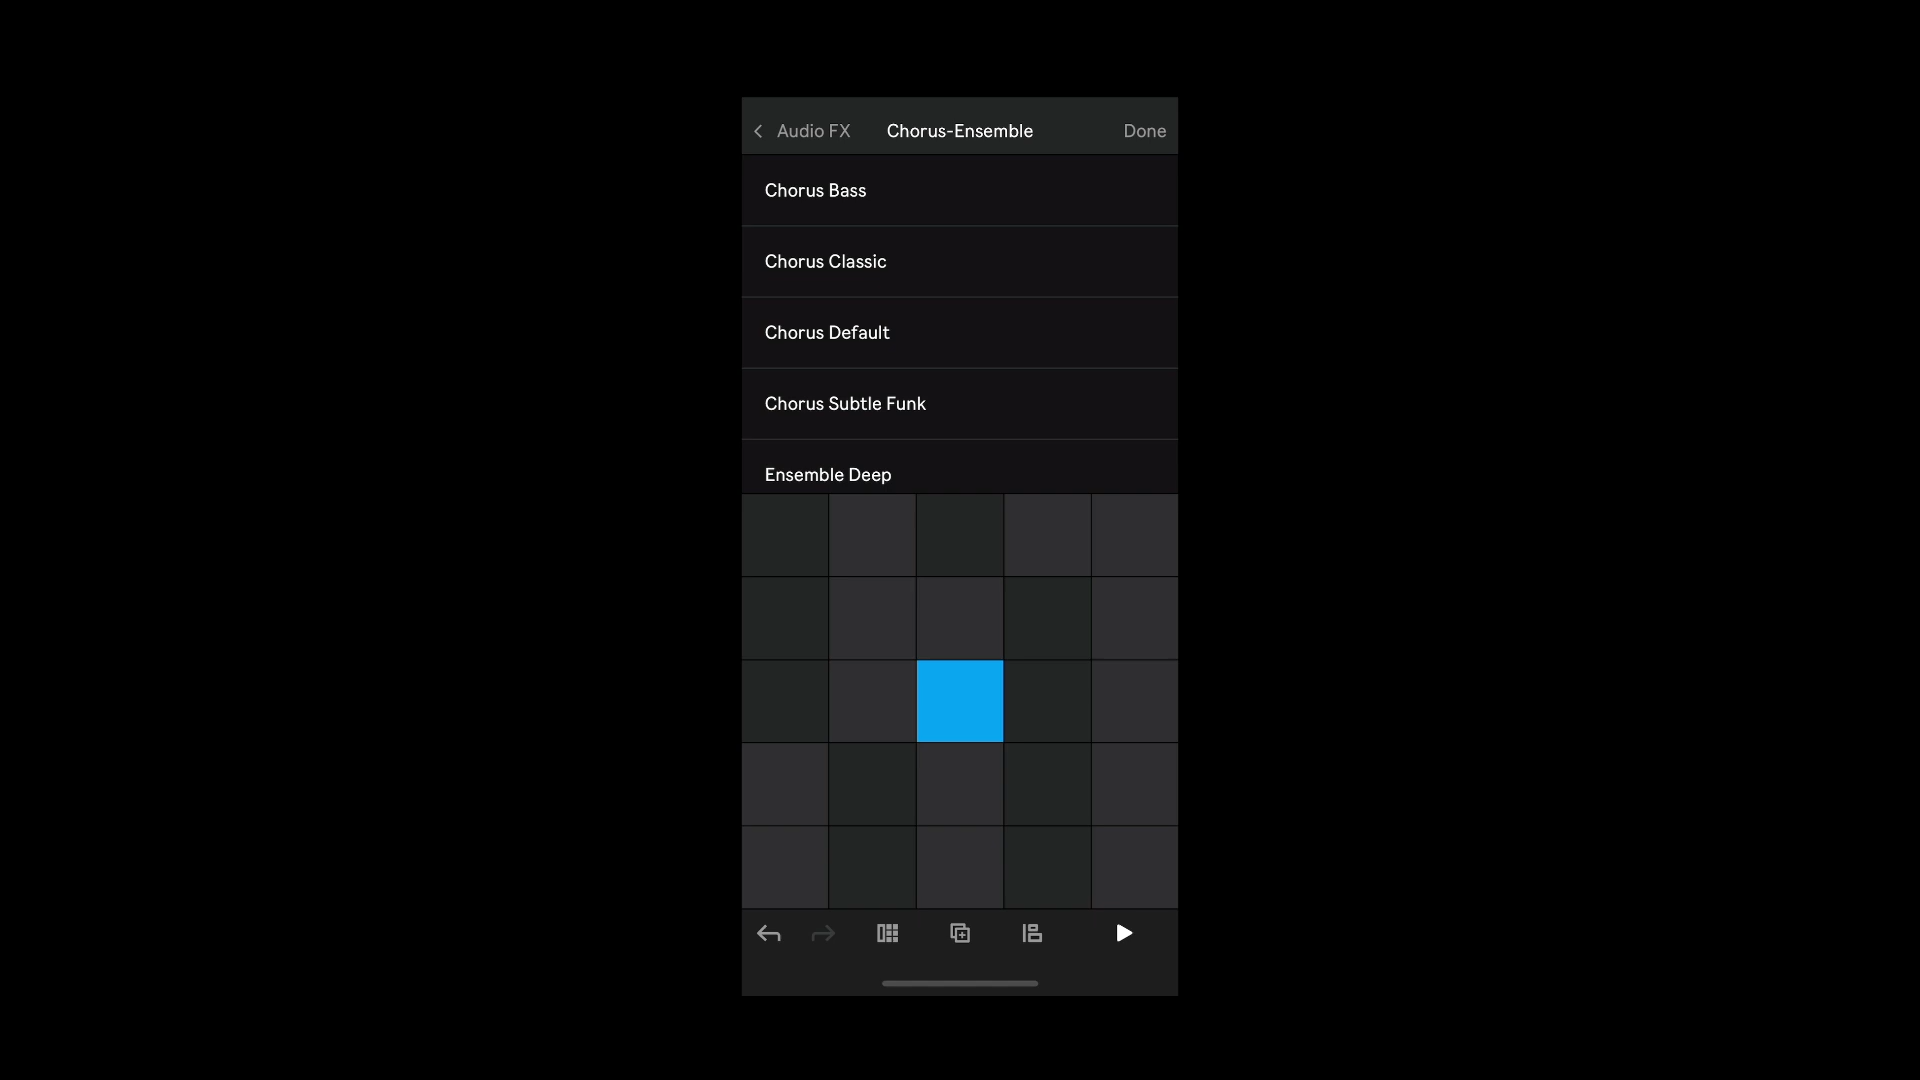 Audio FX
Chorus-Ensemble
Done
Chorus Bass
Chorus Classic
Chorus Default
Chorus Subtle Funk
Ensemble Deep